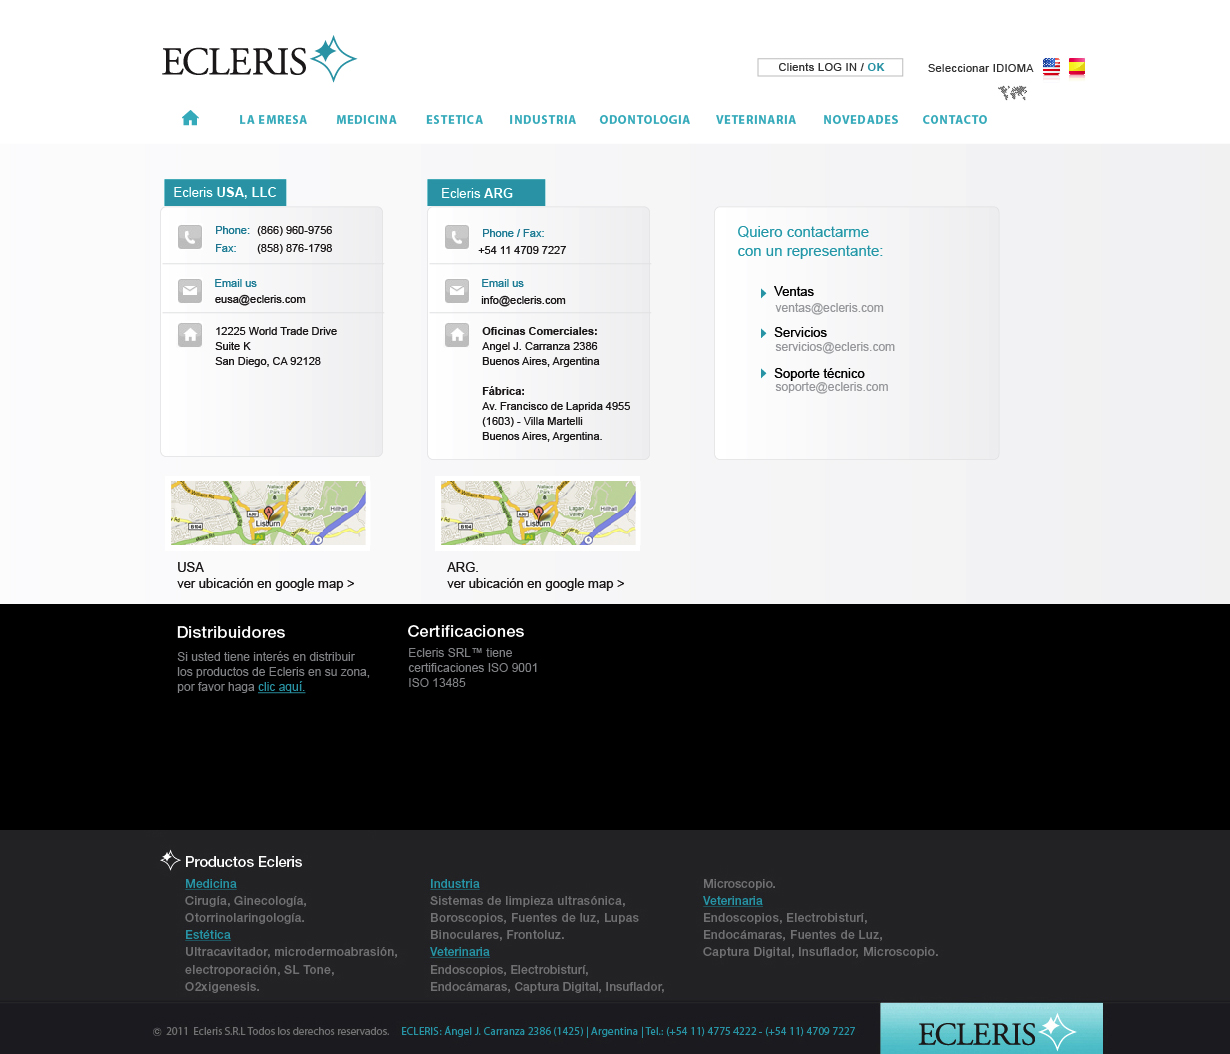 ECLERIS
Clients LOG IN / OK
Seleccionar IDIOMA
LA EMRESA MEDICINA ESTETICA INDUSTRIA ODONTOLOGIA VETERINARIA NOVEDADES CONTACTO
Ecleris USA, LLC
Phone: (866) 960-9756
Fax: (858) 876-1798
Email us
eusa@ecleris.com
12225 World Trade Drive
Suite K
San Diego, CA 92128
Ecleris ARG
Phone / Fax:
+54 11 4709 7227
Email us
info@ecleris.com
Oficinas Comerciales:
Angel J. Carranza 2386
Buenos Aires, Argentina
Fábrica:
Av. Francisco de Laprida 4955
(1603) - Villa Martelli
Buenos Aires, Argentina.
Quiero contactarme
con un representante:
Ventas
ventas@ecleris.com
Servicios
servicios@ecleris.com
Soporte técnico
soporte@ecleris.com
Lisburn
Hillhall
B104
A3
A
Lisburn
Hillhall
B104
A3
A
USA
ver ubicación en google map >
ARG.
ver ubicación en google map >
Distribuidores
Si usted tiene interés en distribuir
los productos de Ecleris en su zona,
por favor haga clic aquí.
Certificaciones
Ecleris SRL™ tiene
certificaciones ISO 9001
ISO 13485
Productos Ecleris
Medicina
Cirugía, Ginecología,
Otorrinolaringología.
Estética
Ultracavitador, microdermoabrasión,
electroporación, SL Tone,
O2xigenesis.
Industria
Sistemas de limpieza ultrasónica,
Boroscopios, Fuentes de luz, Lupas
Binoculares, Frontoluz.
Veterinaria
Endoscopios, Electrobisturí,
Endocámaras, Captura Digital, Insuflador,
Microscopio.
Veterinaria
Endoscopios, Electrobisturí,
Endocámaras, Fuentes de Luz,
Captura Digital, Insuflador, Microscopio.
© 2011 Ecleris S.R.L Todos los derechos reservados. ECLERIS: Ángel J. Carranza 2386 (1425) | Argentina | Tel.: (+54 11) 4775 4222 - (+54 11) 4709 7227
ECLERIS